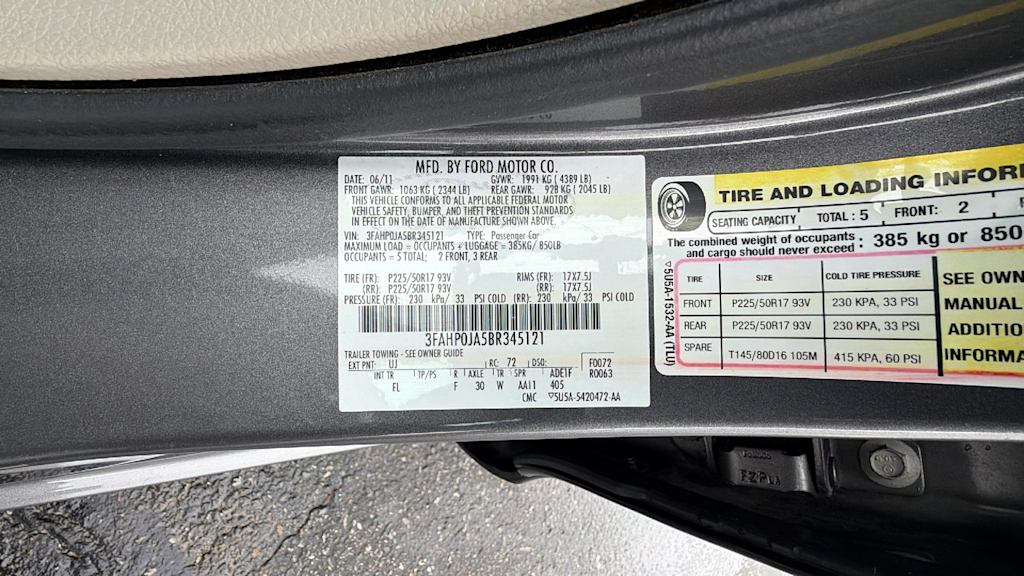 MFD. BY FORD MOTOR CO.
DATE: 06/11 GVWR: 1991 KG ( 4389 LB)
FRONT GAWR: 1063 KG ( 2344 LB) REAR GAWR: 928 KG ( 2045 LB)
THIS VEHICLE CONFORMS TO ALL APPLICABLE FEDERAL MOTOR
VEHICLE SAFETY, BUMPER, AND THEFT PREVENTION STANDARDS
IN EFFECT ON THE DATE OF MANUFACTURE SHOWN ABOVE.
VIN: 3FAHP0JA5BR345121 TYPE: Passenger Car
MAXIMUM LOAD = OCCUPANTS + LUGGAGE = 385KG/ 850LB
OCCUPANTS = 5 TOTAL; 2 FRONT, 3 REAR
TIRE (FR): P225/50R17 93V RIMS (FR): 17X7.5J
(RR): P225/50R17 93V (RR): 17X7.5J
PRESSURE (FR): 230 kPa/ 33 PSI COLD (RR): 230 kPa/ 33 PSI COLD
3FAHP0JA5BR345121
TRAILER TOWING - SEE OWNER GUIDE
EXT PNT: UJ RC: 72 DSO: F0072
INT TR TP/PS R AXLE TR SPR ADE1F R0063
FL F 30 W AA11 405
CMC ▽5U5A-5420472-AA
TIRE AND LOADING INFOR
SEATING CAPACITY TOTAL : 5 FRONT: 2
The combined weight of occupants
and cargo should never exceed : 385 kg or 850
TIRE SIZE COLD TIRE PRESSURE
FRONT P225/50R17 93V 230 KPA, 33 PSI
REAR P225/50R17 93V 230 KPA, 33 PSI
SPARE T145/80D16 105M 415 KPA, 60 PSI
SEE OWN
MANUAL
ADDITIO
INFORMA
▽5U5A-1532-AA (TLU)